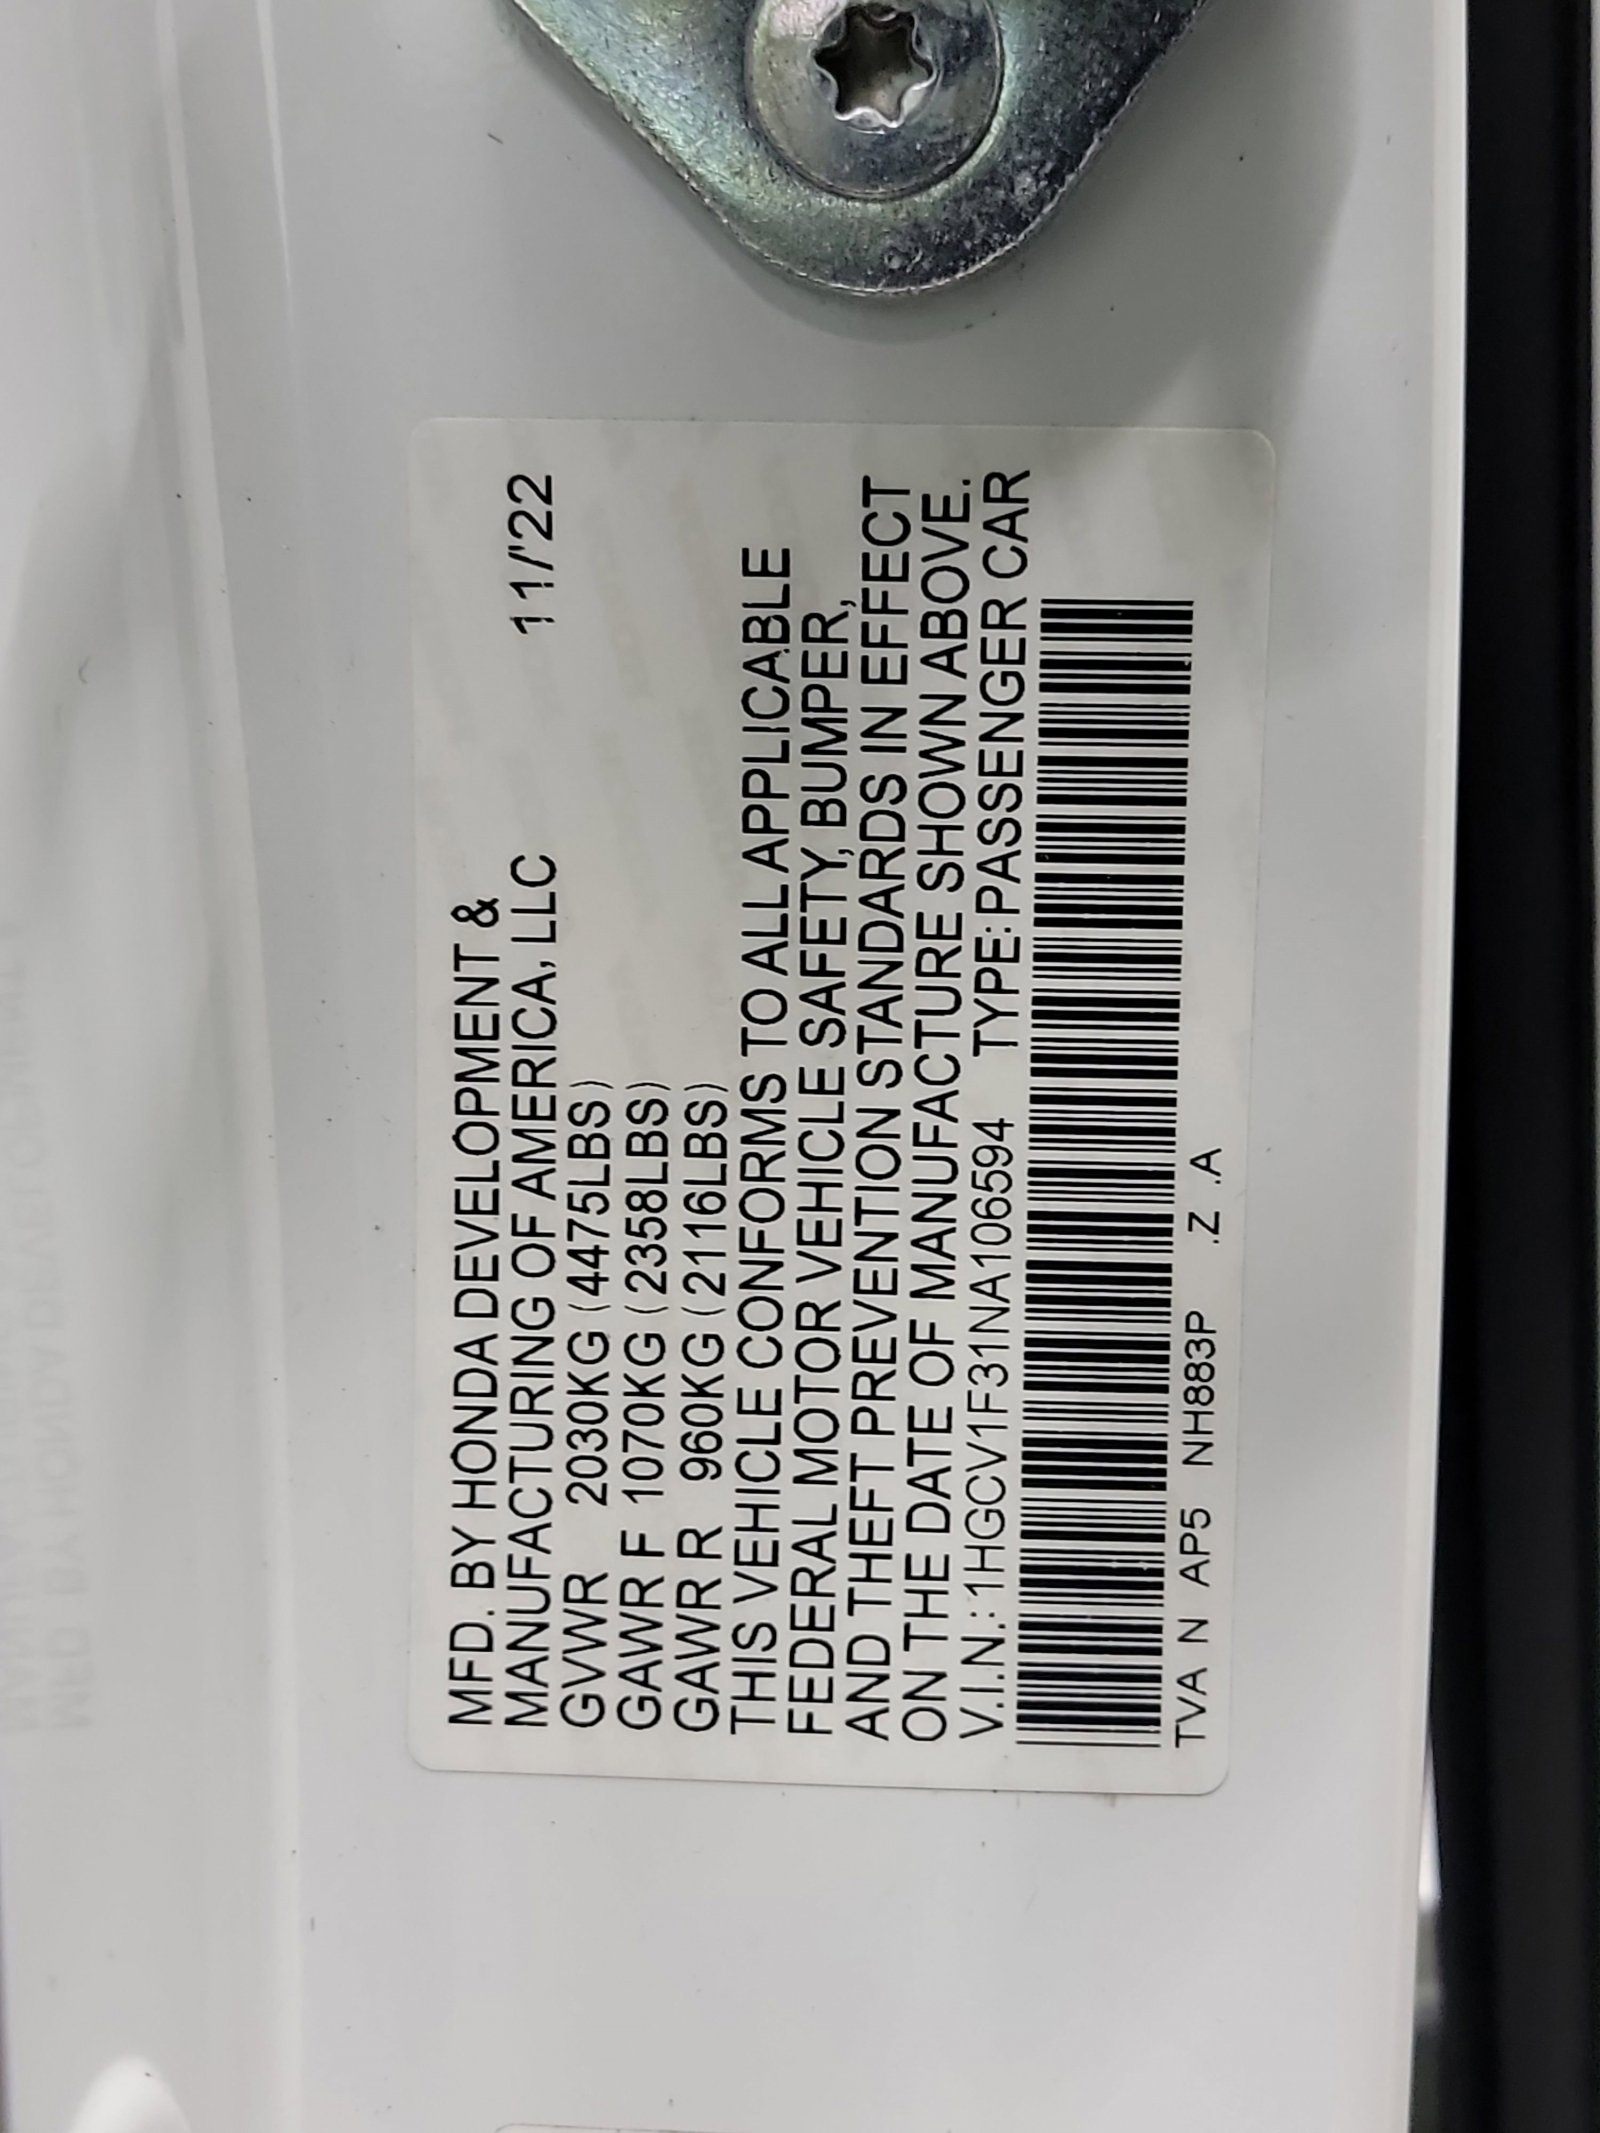 MFD. BY HONDA DEVELOPMENT &
MANUFACTURING OF AMERICA, LLC 11/'22
GVWR 2030KG (4475LBS)
GAWR F 1070KG (2358LBS)
GAWR R 960KG (2116LBS)
THIS VEHICLE CONFORMS TO ALL APPLICABLE
FEDERAL MOTOR VEHICLE SAFETY, BUMPER,
AND THEFT PREVENTION STANDARDS IN EFFECT
ON THE DATE OF MANUFACTURE SHOWN ABOVE.
V.I.N.: 1HGCV1F31NA106594 TYPE: PASSENGER CAR
TVA N AP5 NH883P .Z .A